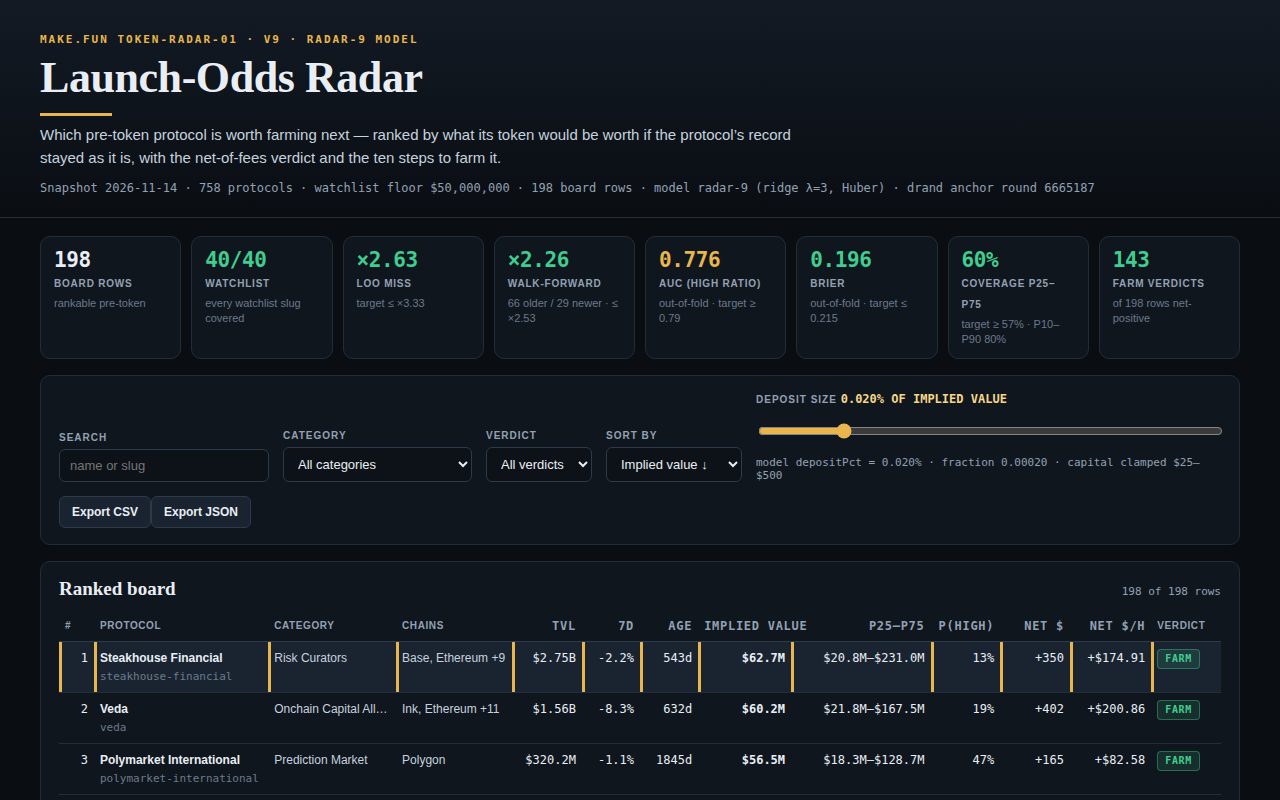 MAKE.FUN TOKEN-RADAR-01 · V9 · RADAR-9 MODEL
Launch-Odds Radar
Which pre-token protocol is worth farming next — ranked by what its token would be worth if the protocol’s record
stayed as it is, with the net-of-fees verdict and the ten steps to farm it.
Snapshot 2026-11-14 · 758 protocols · watchlist floor $50,000,000 · 198 board rows · model radar-9 (ridge λ=3, Huber) · drand anchor round 6665187
198
BOARD ROWS
rankable pre-token
40/40
WATCHLIST
every watchlist slug
covered
×2.63
LOO MISS
target ≤ ×3.33
×2.26
WALK-FORWARD
66 older / 29 newer · ≤
×2.53
0.776
AUC (HIGH RATIO)
out-of-fold · target ≥
0.79
0.196
BRIER
out-of-fold · target ≤
0.215
60%
COVERAGE P25–
P75
target ≥ 57% · P10–
P90 80%
143
FARM VERDICTS
of 198 rows net-
positive
SEARCH
name or slug
CATEGORY
All categories
VERDICT
All verdicts
SORT BY
Implied value ↓
DEPOSIT SIZE 0.020% OF IMPLIED VALUE
model depositPct = 0.020% · fraction 0.00020 · capital clamped $25–
$500
Export CSV Export JSON
Ranked board
198 of 198 rows
# PROTOCOL CATEGORY CHAINS TVL 7D AGE IMPLIED VALUE P25–P75 P(HIGH) NET $ NET $/H VERDICT
1 Steakhouse Financial Risk Curators Base, Ethereum +9 $2.75B -2.2% 543d $62.7M $20.8M–$231.0M 13% +350 +$174.91 FARM
steakhouse-financial
2 Veda Onchain Capital All… Ink, Ethereum +11 $1.56B -8.3% 632d $60.2M $21.8M–$167.5M 19% +402 +$200.86 FARM
veda
3 Polymarket International Prediction Market Polygon $320.2M -1.1% 1845d $56.5M $18.3M–$128.7M 47% +165 +$82.58 FARM
polymarket-international